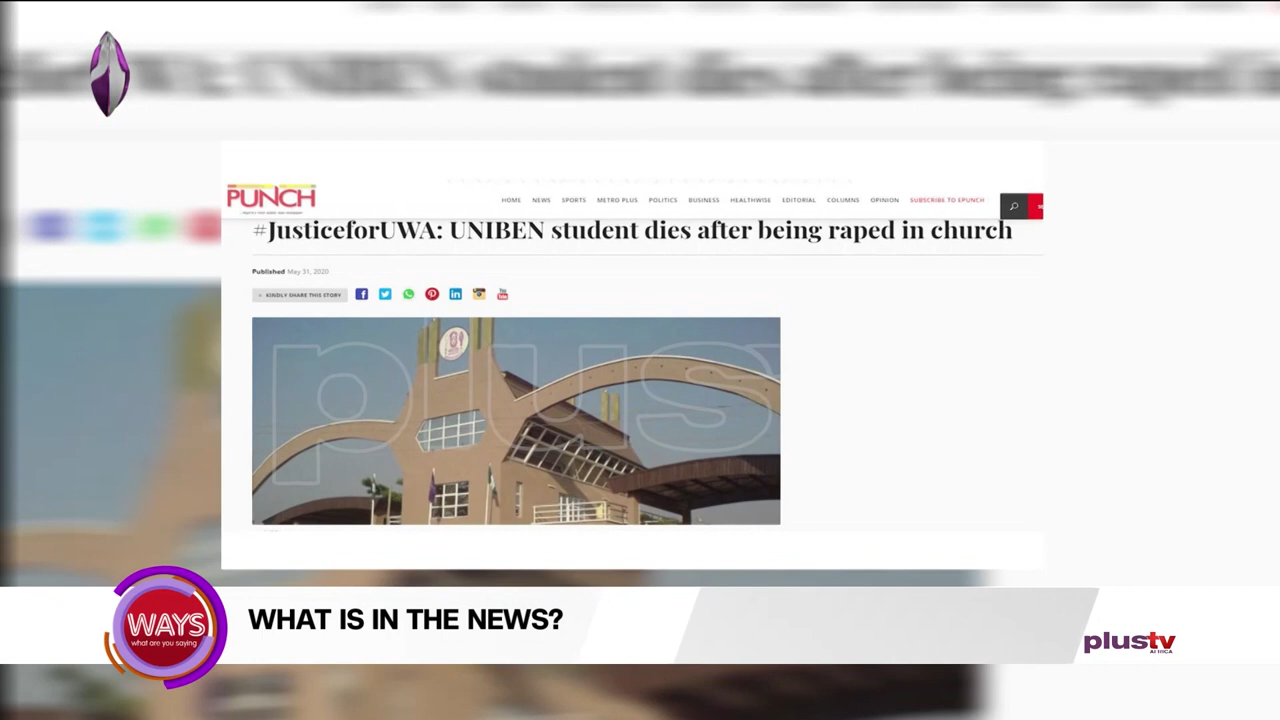 PUNCH
HOME NEWS SPORTS METRO PLUS POLITICS BUSINESS HEALTHWISE EDITORIAL COLUMNS OPINION SUBSCRIBE TO EPUNCH
#JusticeforUWA: UNIBEN student dies after being raped in church
Published May 31, 2020
KINDLY SHARE THIS STORY
plus
WAYS
what are you saying
WHAT IS IN THE NEWS?
plustv
AFRICA